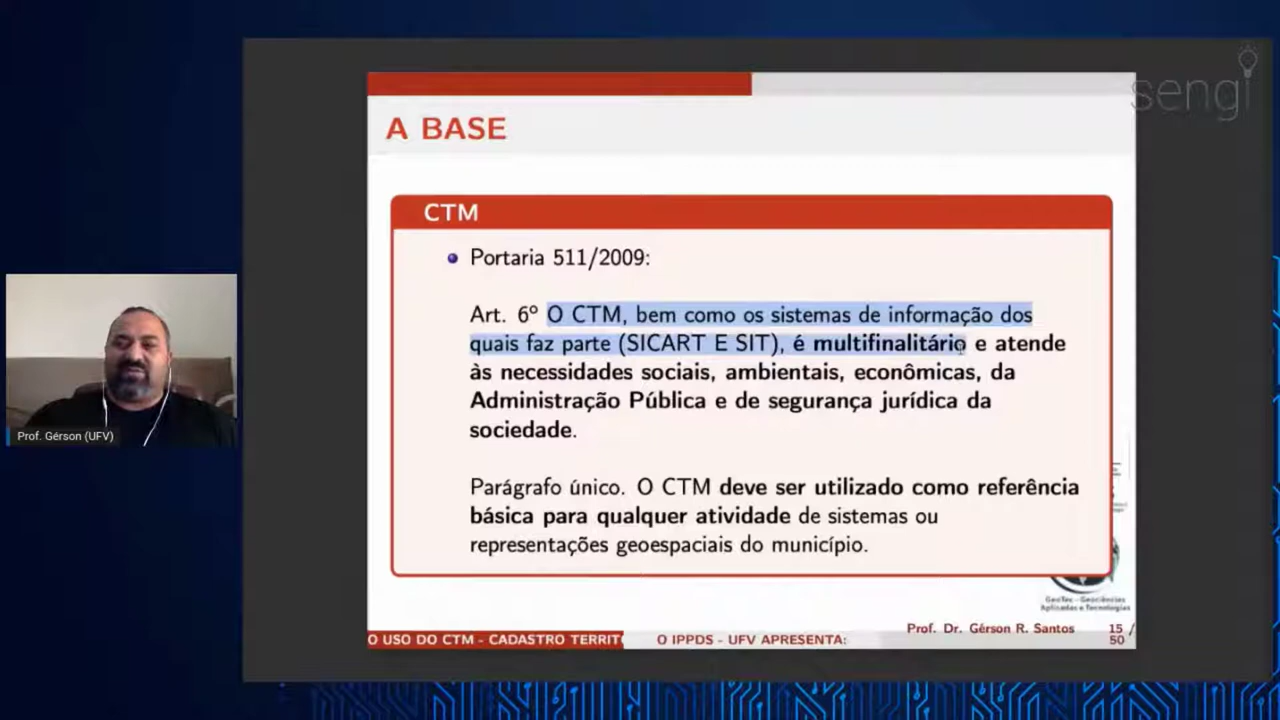 sengi
A BASE
CTM
Portaria 511/2009:
Art. 6º O CTM, bem como os sistemas de informação dos
quais faz parte (SICART E SIT), é multifinalitário e atende
às necessidades sociais, ambientais, econômicas, da
Administração Pública e de segurança jurídica da
sociedade.
Parágrafo único. O CTM deve ser utilizado como referência
básica para qualquer atividade de sistemas ou
representações geoespaciais do município.
Prof. Gérson (UFV)
GeoTec - Geociências
Aplicadas e Tecnologias
Prof. Dr. Gérson R. Santos
15 /
50
O USO DO CTM - CADASTRO TERRIT
O IPPDS - UFV APRESENTA: